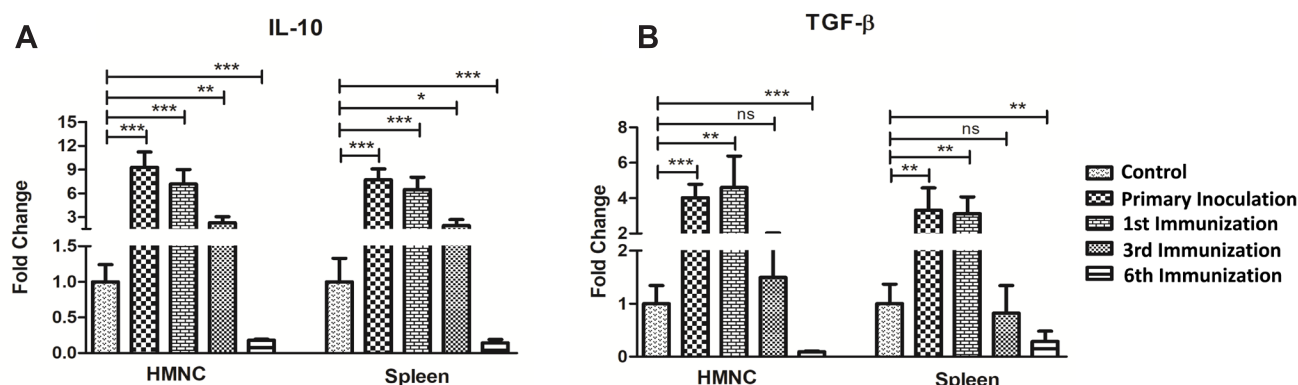 A
IL-10
***
**
***
***
***
*
***
***
Fold Change
15
12
9
6
3
1.5
1.0
0.5
0.0
HMNC
Spleen
B
TGF-β
***
ns
**
***
**
ns
**
**
Fold Change
8
6
4
2
2
1
0
HMNC
Spleen
Control
Primary Inoculation
1st Immunization
3rd Immunization
6th Immunization